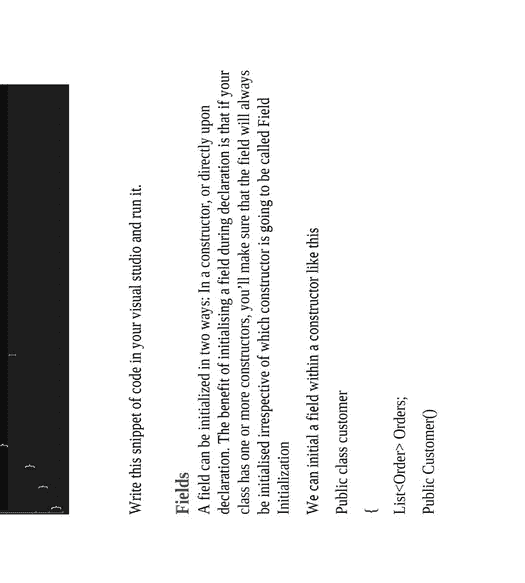 }
}
}
}
Write this snippet of code in your visual studio and run it.
Fields
A field can be initialized in two ways: In a constructor, or directly upon
declaration. The benefit of initialising a field during declaration is that if your
class has one or more constructors, you'll make sure that the field will always
be initialised irrespective of which constructor is going to be called Field
Initialization
We can initial a field within a constructor like this
Public class customer
{
List<Order> Orders;
Public Customer()